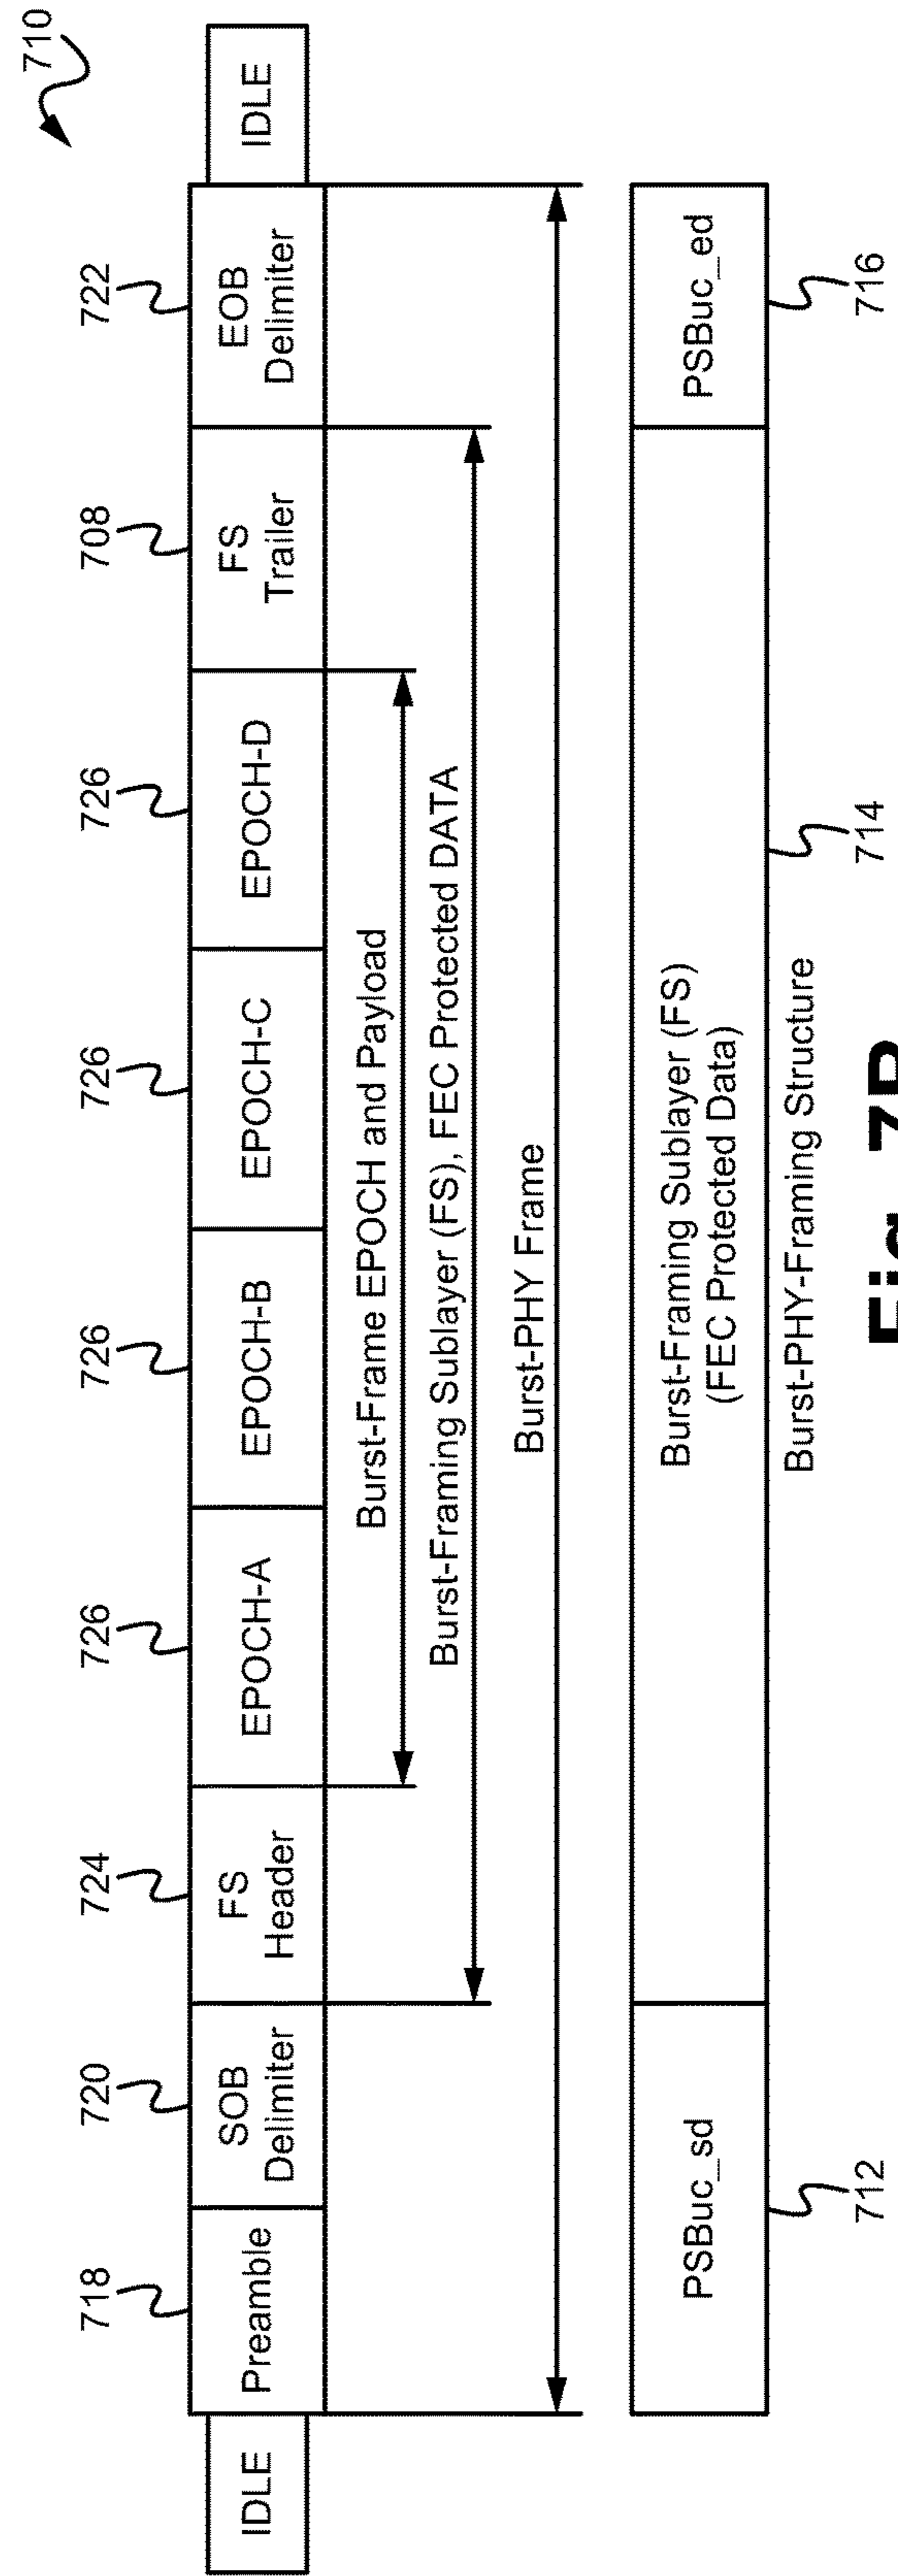 710
718
720
724
726
726
726
726
708
722
IDLE
Preamble
SOB
Delimiter
FS
Header
EPOCH-A
EPOCH-B
EPOCH-C
EPOCH-D
FS
Trailer
EOB
Delimiter
IDLE
Burst-Frame EPOCH and Payload
Burst-Framing Sublayer (FS), FEC Protected DATA
Burst-PHY Frame
PSBuc_sd
Burst-Framing Sublayer (FS)
(FEC Protected Data)
PSBuc_ed
712
714
716
Burst-PHY-Framing Structure